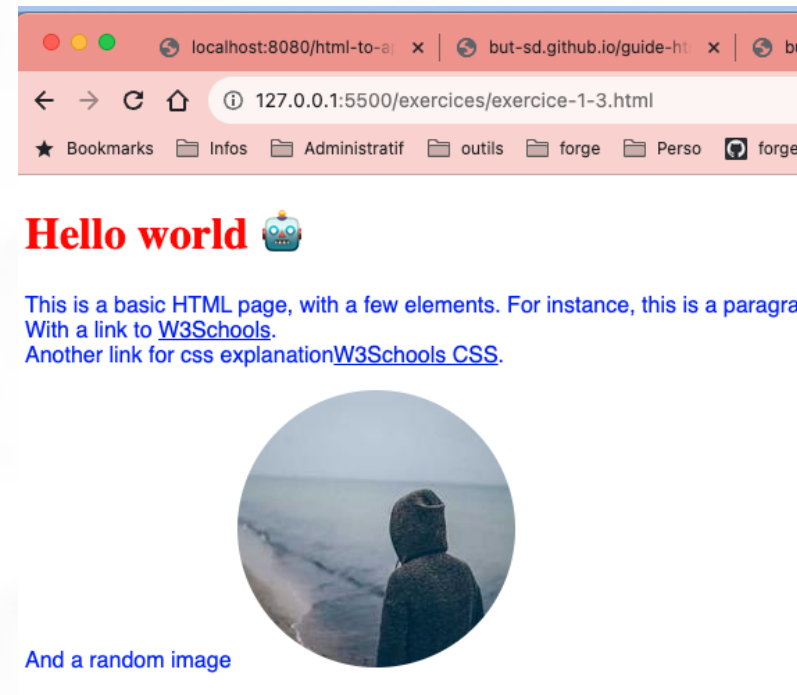 localhost:8080/html-to-a
but-sd.github.io/guide-ht
127.0.0.1:5500/exercices/exercice-1-3.html
Bookmarks Infos Administratif outils forge Perso forge
Hello world 🤖
This is a basic HTML page, with a few elements. For instance, this is a paragra
With a link to W3Schools.
Another link for css explanationW3Schools CSS.
And a random image